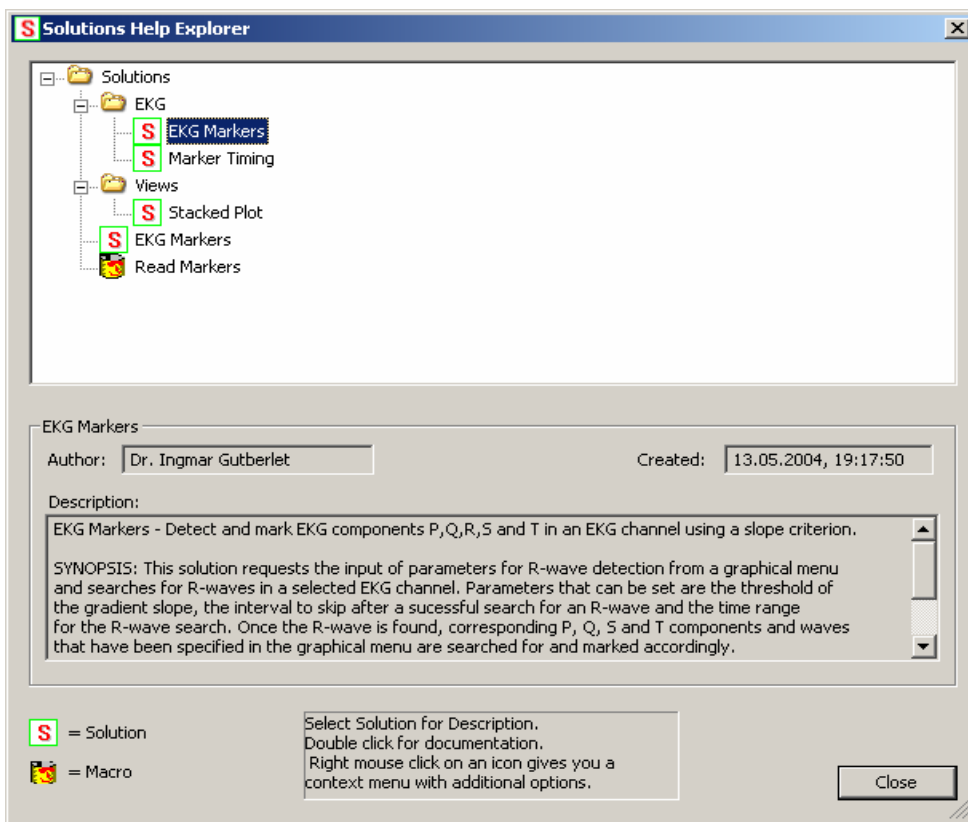 S Solutions Help Explorer
Solutions
EKG
S EKG Markers
S Marker Timing
Views
S Stacked Plot
S EKG Markers
Read Markers
EKG Markers
Author: Dr. Ingmar Gutberlet Created: 13.05.2004, 19:17:50
Description:
EKG Markers - Detect and mark EKG components P,Q,R,S and T in an EKG channel using a slope criterion.
SYNOPSIS: This solution requests the input of parameters for R-wave detection from a graphical menu
and searches for R-waves in a selected EKG channel. Parameters that can be set are the threshold of
the gradient slope, the interval to skip after a sucessful search for an R-wave and the time range
for the R-wave search. Once the R-wave is found, corresponding P, Q, S and T components and waves
that have been specified in the graphical menu are searched for and marked accordingly.
S = Solution
= Macro
Select Solution for Description.
Double click for documentation.
Right mouse click on an icon gives you a
context menu with additional options.
Close